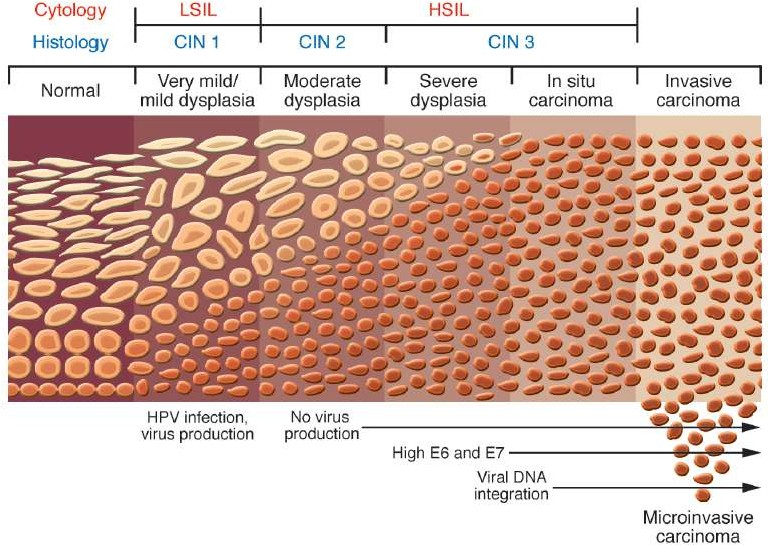 Cytology LSIL HSIL
Histology CIN 1 CIN 2 CIN 3
Normal
Very mild/
mild dysplasia
Moderate
dysplasia
Severe
dysplasia
In situ
carcinoma
Invasive
carcinoma
HPV infection,
virus production
No virus
production
High E6 and E7
Viral DNA
integration
Microinvasive
carcinoma